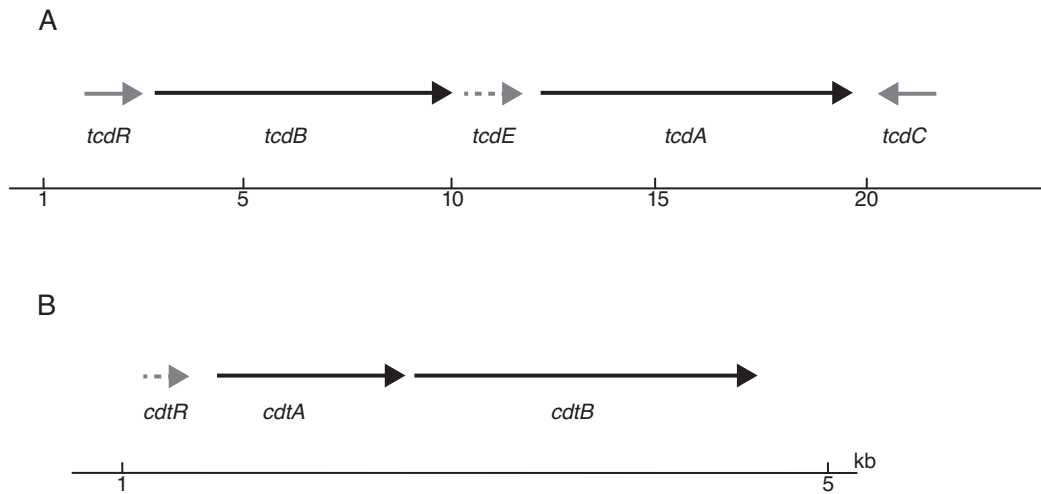 A
tcdR tcdB tcdE tcdA tcdC
1 5 10 15 20
B
cdtR cdtA cdtB
kb
1 5